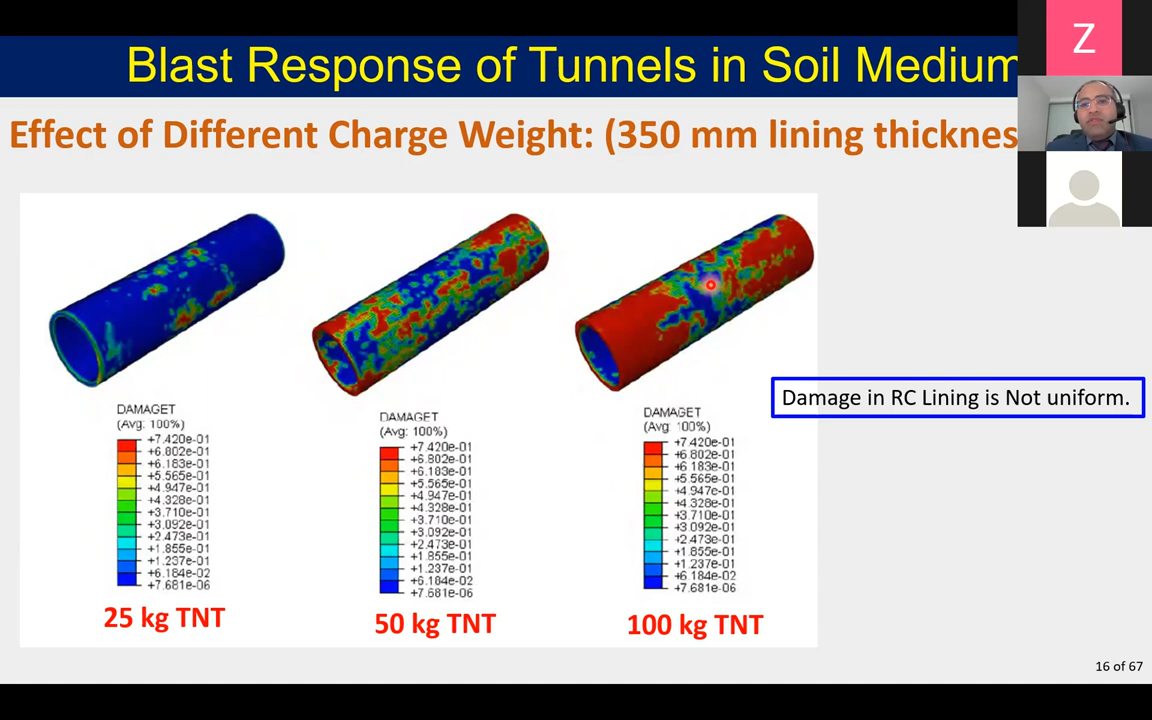 Blast Response of Tunnels in Soil Medium
Z
Effect of Different Charge Weight: (350 mm lining thicknes
Damage in RC Lining is Not uniform.
DAMAGET
(Avg: 100%)
+7.420e-01
+6.802e-01
+6.183e-01
+5.565e-01
+4.947e-01
+4.328e-01
+3.710e-01
+3.092e-01
+2.473e-01
+1.855e-01
+1.237e-01
+6.184e-02
+7.681e-06
25 kg TNT
DAMAGET
(Avg: 100%)
+7.420e-01
+6.802e-01
+6.183e-01
+5.565e-01
+4.947e-01
+4.328e-01
+3.710e-01
+3.092e-01
+2.473e-01
+1.855e-01
+1.237e-01
+6.184e-02
+7.681e-06
50 kg TNT
DAMAGET
(Avg: 100%)
+7.420e-01
+6.802e-01
+6.183e-01
+5.565e-01
+4.947e-01
+4.328e-01
+3.710e-01
+3.092e-01
+2.473e-01
+1.855e-01
+1.237e-01
+6.184e-02
+7.681e-06
100 kg TNT
16 of 67